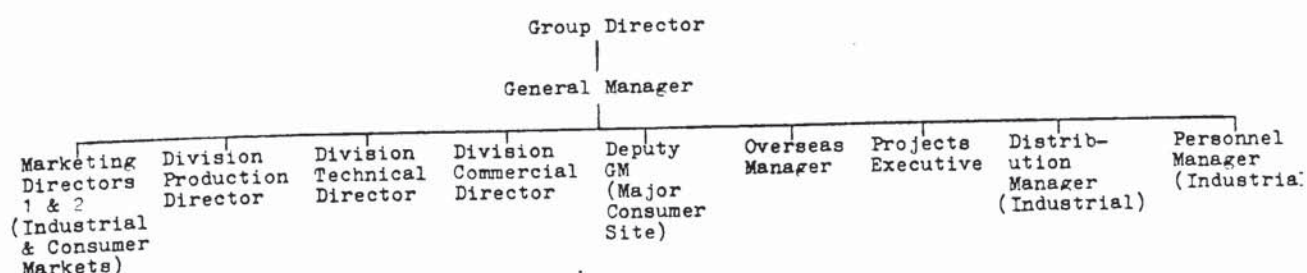 Group Director
General Manager
Marketing
Directors
1 & 2
(Industrial
& Consumer
Markets)
Division
Production
Director
Division
Technical
Director
Division
Commercial
Director
Deputy
GM
(Major
Consumer
Site)
Overseas
Manager
Projects
Executive
Distrib-
ution
Manager
(Industrial)
Personnel
Manager
(Industrial